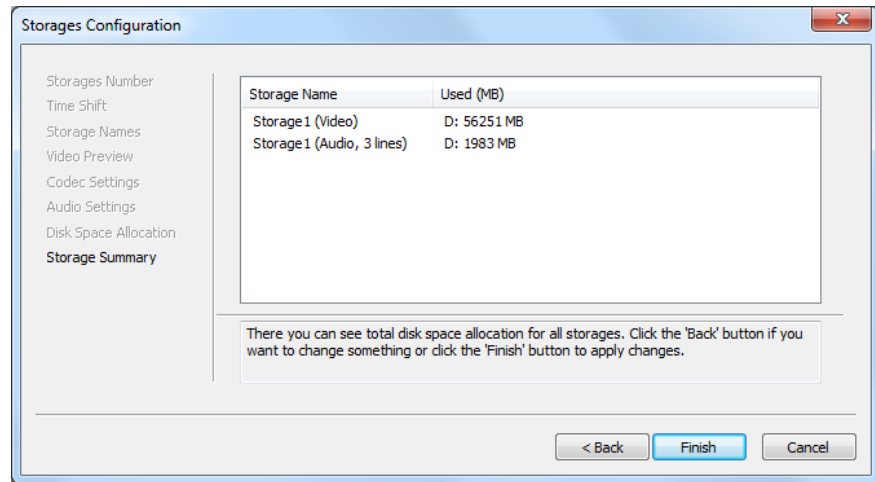 Storages Configuration
X
Storages Number
Time Shift
Storage Names
Video Preview
Codec Settings
Audio Settings
Disk Space Allocation
Storage Summary
Storage Name Used (MB)
Storage1 (Video) D: 56251 MB
Storage1 (Audio, 3 lines) D: 1983 MB
There you can see total disk space allocation for all storages. Click the 'Back' button if you
want to change something or click the 'Finish' button to apply changes.
< Back Finish Cancel